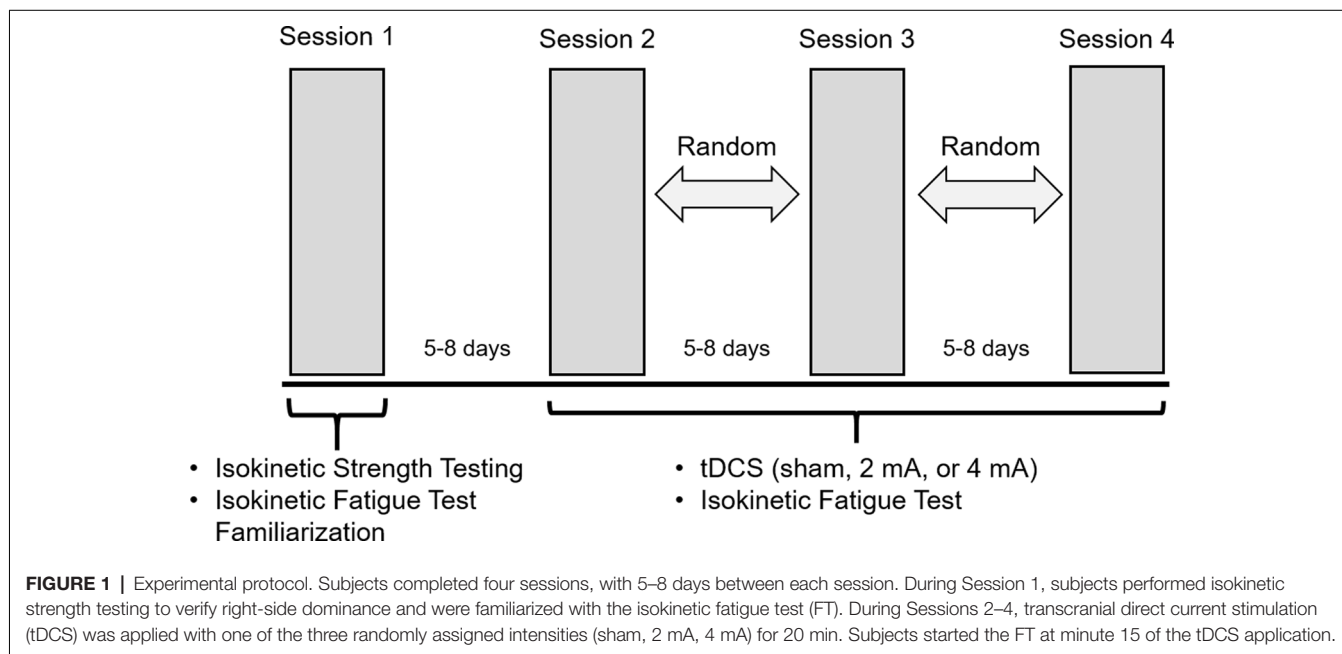 Session 1
Session 2
Session 3
Session 4
Random
Random
5-8 days
5-8 days
5-8 days
• Isokinetic Strength Testing
• Isokinetic Fatigue Test
Familiarization
• tDCS (sham, 2 mA, or 4 mA)
• Isokinetic Fatigue Test
FIGURE 1 | Experimental protocol. Subjects completed four sessions, with 5–8 days between each session. During Session 1, subjects performed isokinetic
strength testing to verify right-side dominance and were familiarized with the isokinetic fatigue test (FT). During Sessions 2–4, transcranial direct current stimulation
(tDCS) was applied with one of the three randomly assigned intensities (sham, 2 mA, 4 mA) for 20 min. Subjects started the FT at minute 15 of the tDCS application.